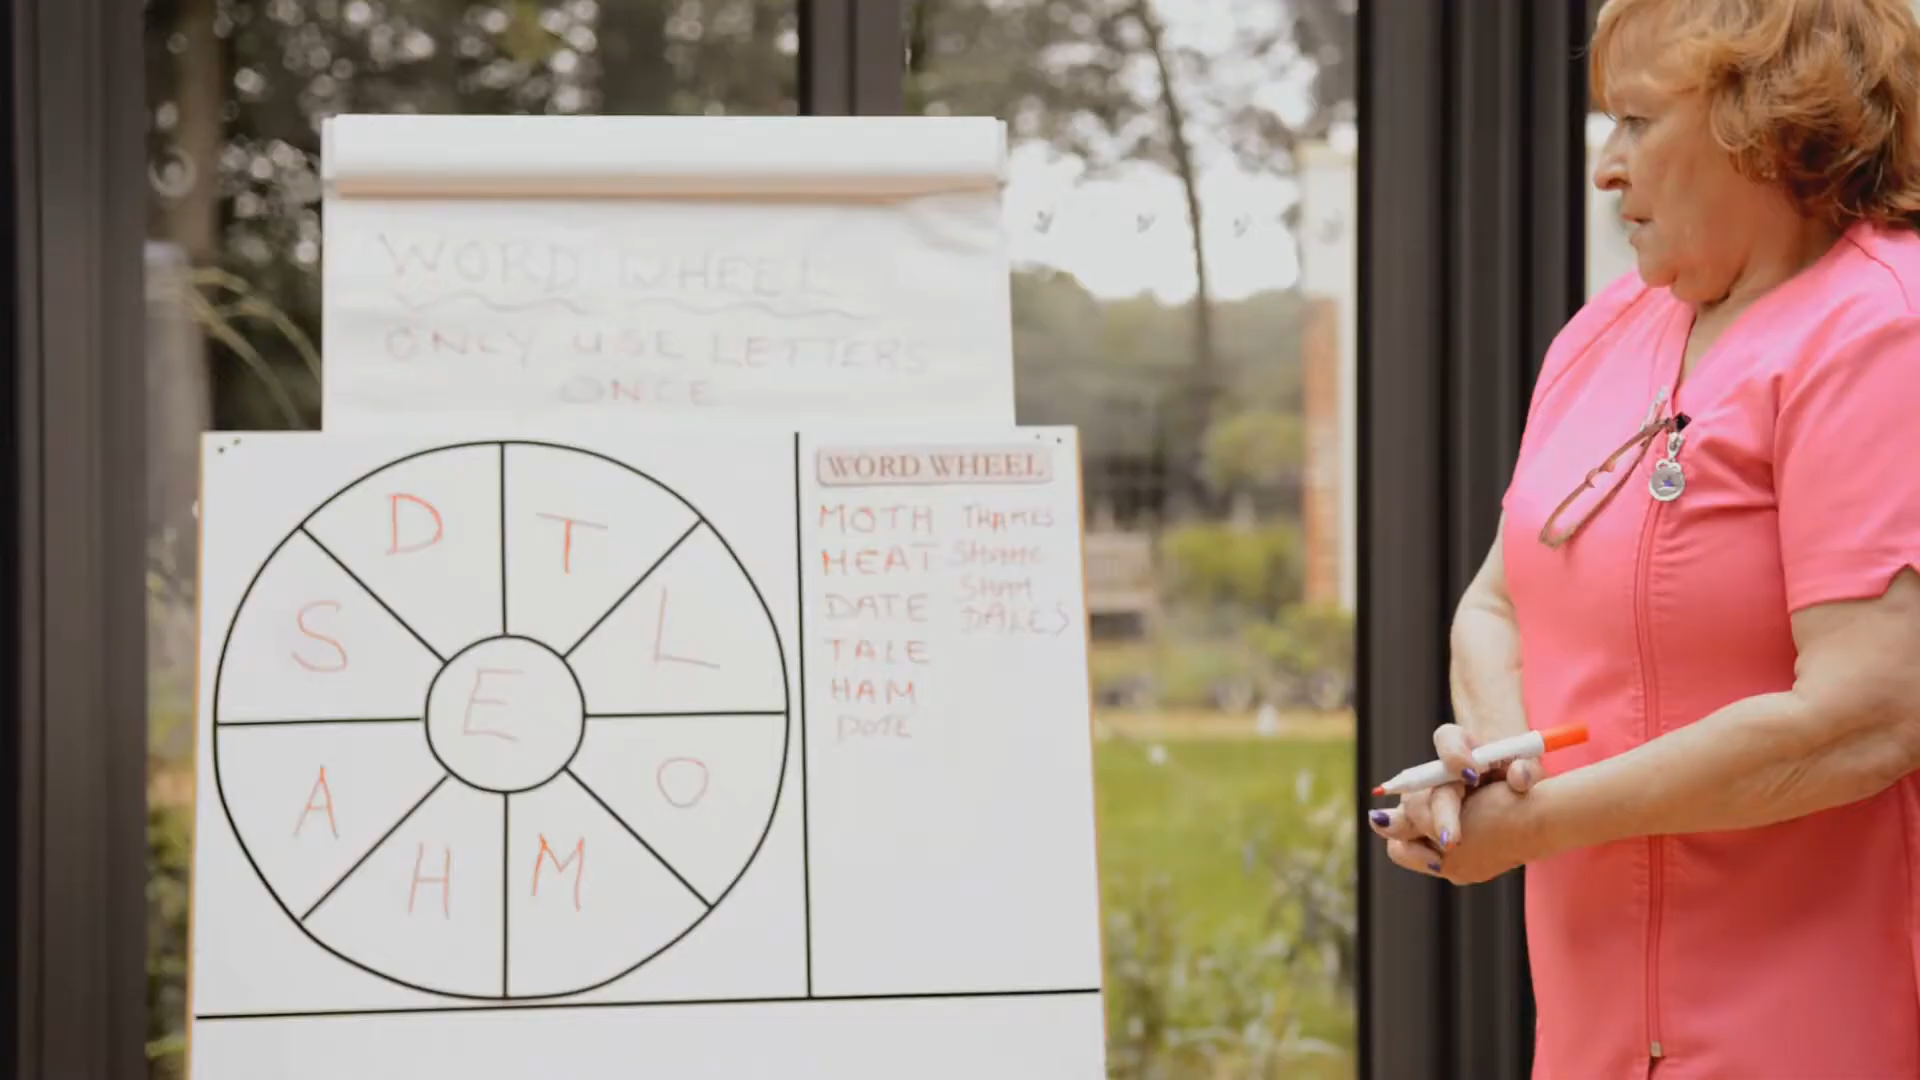 WORD WHEEL
ONLY USE LETTERS
ONCE
D
T
S
L
E
A
O
H
M
WORD WHEEL
MOTH THAMES
HEAT SHAME
DATE SHAM
TALE DALES
HAM
DOTE